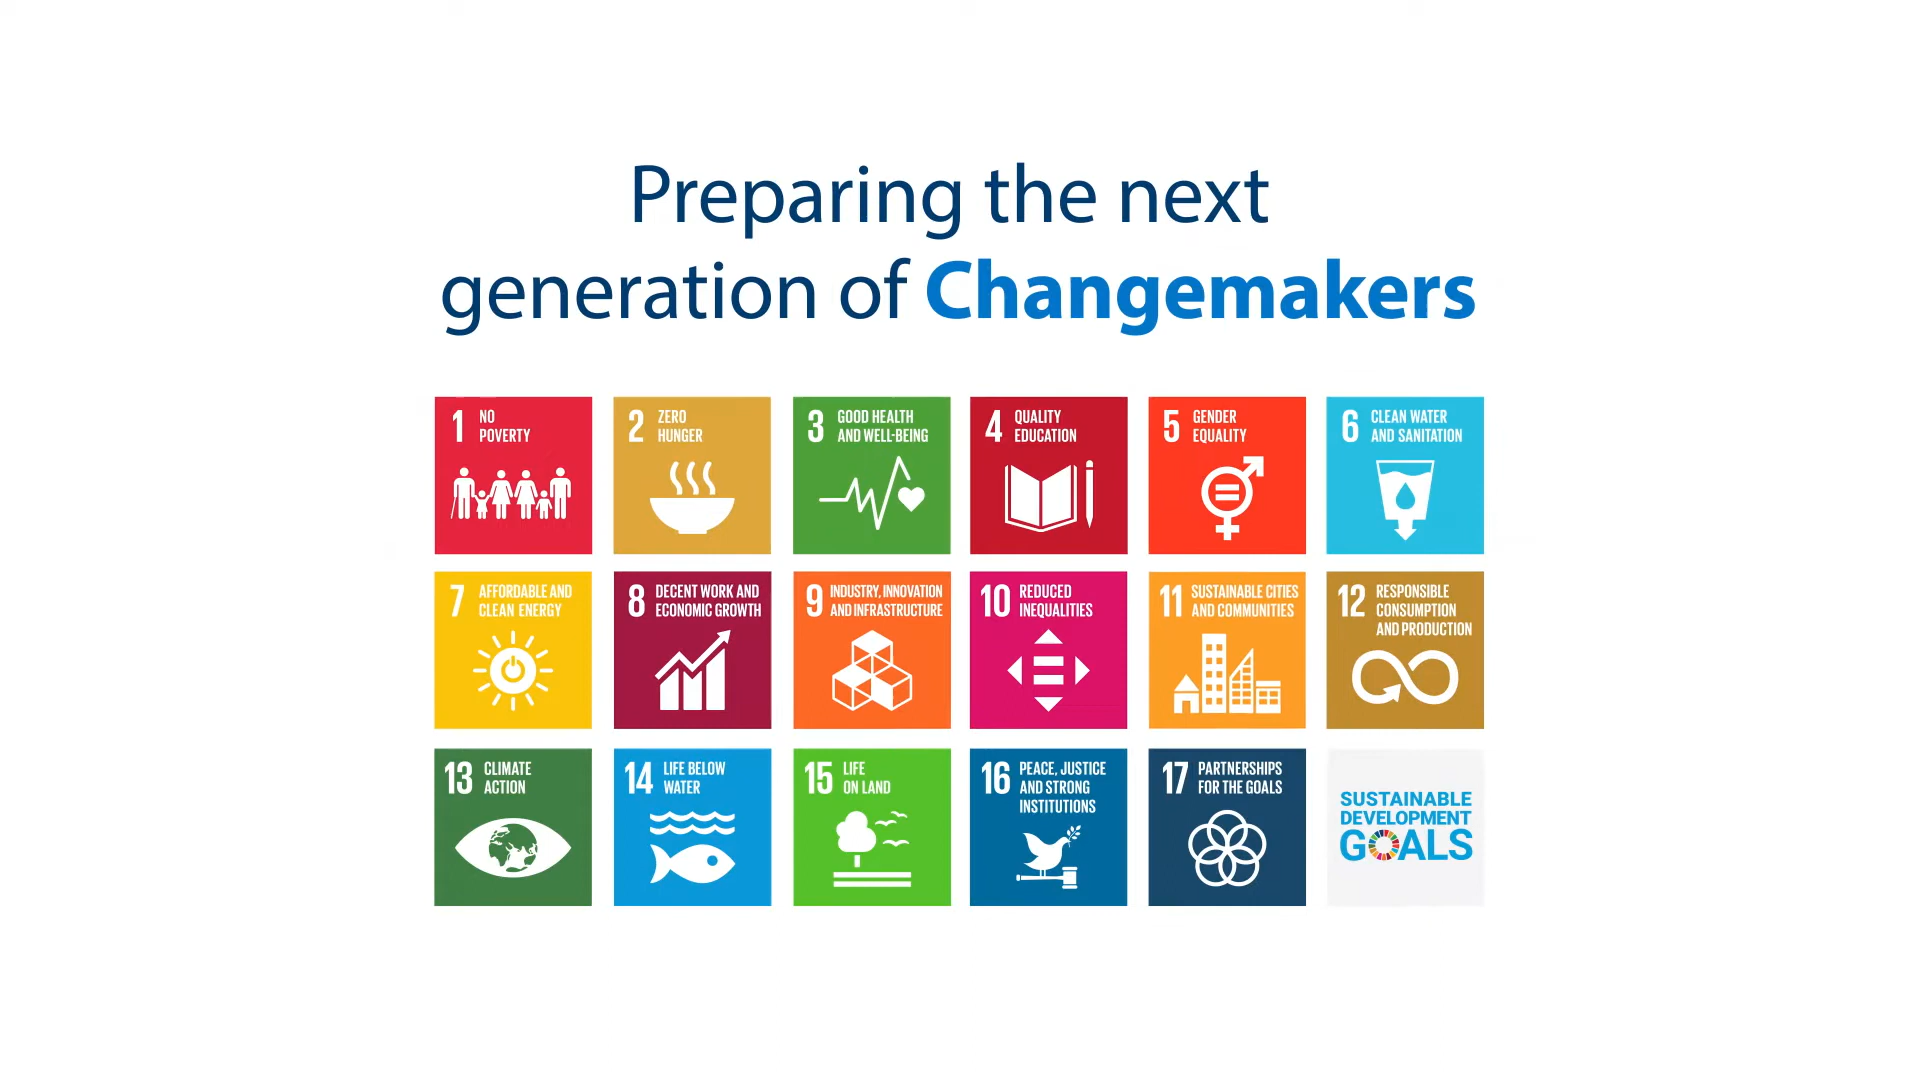 Preparing the next
generation of Changemakers
1 NO
POVERTY
2 ZERO
HUNGER
3 GOOD HEALTH
AND WELL-BEING
4 QUALITY
EDUCATION
5 GENDER
EQUALITY
6 CLEAN WATER
AND SANITATION
7 AFFORDABLE AND
CLEAN ENERGY
8 DECENT WORK AND
ECONOMIC GROWTH
9 INDUSTRY, INNOVATION
AND INFRASTRUCTURE
10 REDUCED
INEQUALITIES
11 SUSTAINABLE CITIES
AND COMMUNITIES
12 RESPONSIBLE
CONSUMPTION
AND PRODUCTION
13 CLIMATE
ACTION
14 LIFE BELOW
WATER
15 LIFE
ON LAND
16 PEACE, JUSTICE
AND STRONG
INSTITUTIONS
17 PARTNERSHIPS
FOR THE GOALS
SUSTAINABLE
DEVELOPMENT
GOALS